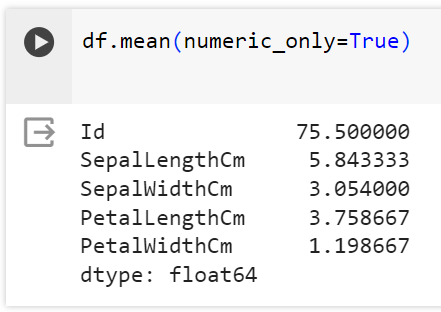 df.mean(numeric_only=True)
Id 75.500000
SepalLengthCm 5.843333
SepalWidthCm 3.054000
PetalLengthCm 3.758667
PetalWidthCm 1.198667
dtype: float64